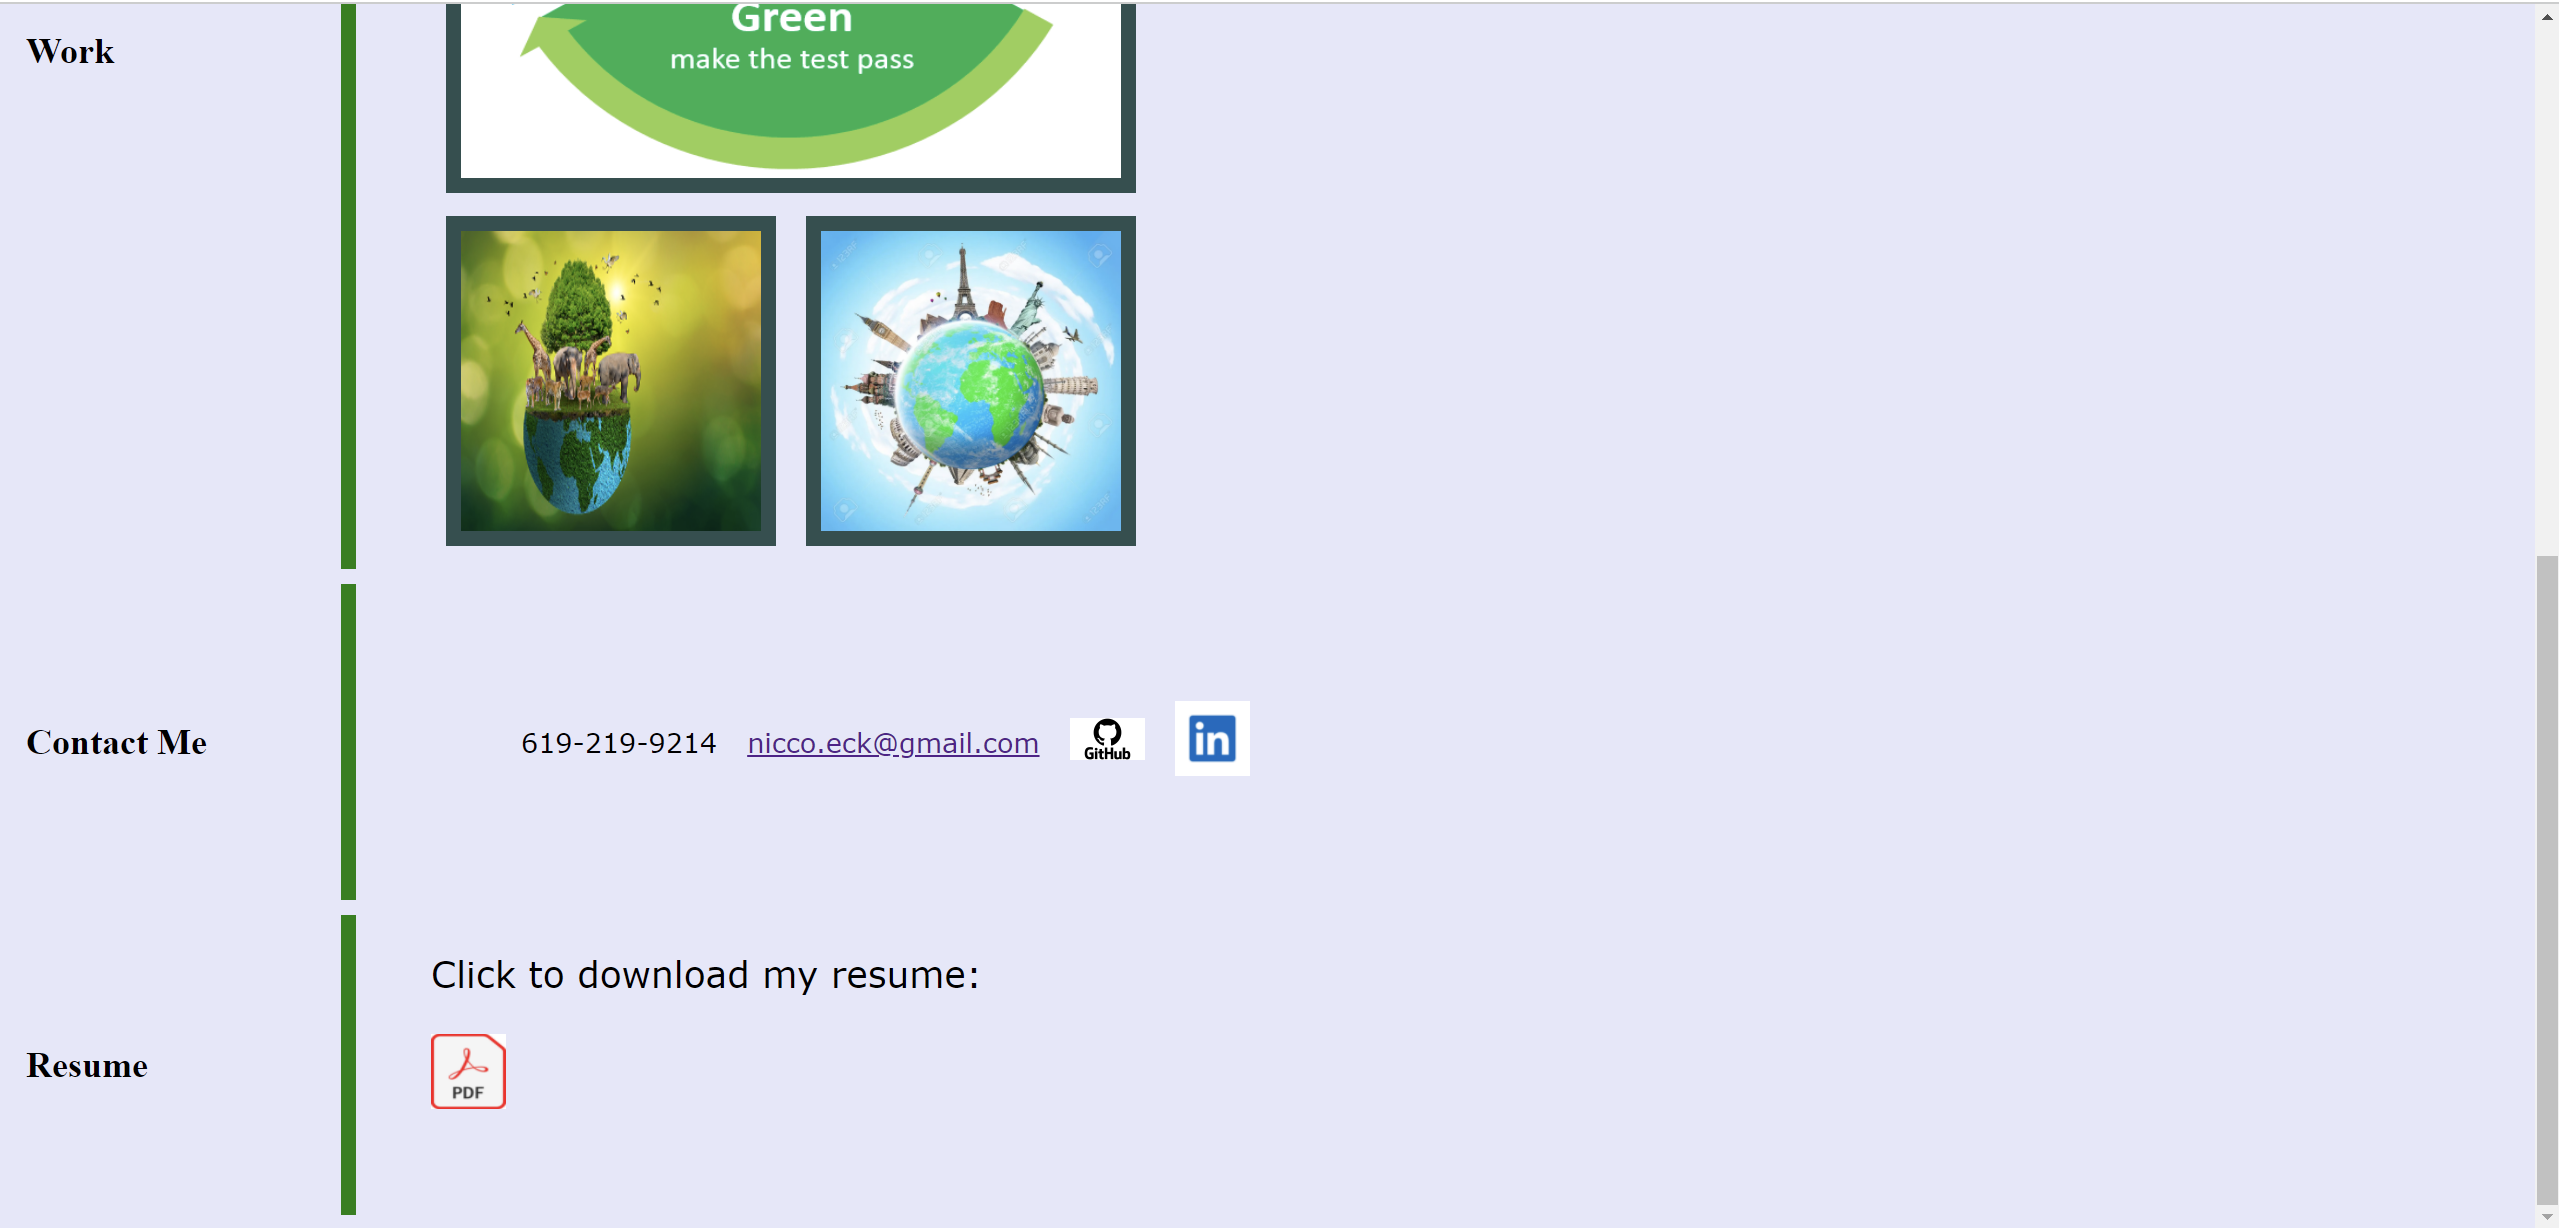 Work
Green
make the test pass
Contact Me
619-219-9214 nicco.eck@gmail.com GitHub in
Click to download my resume:
Resume
PDF